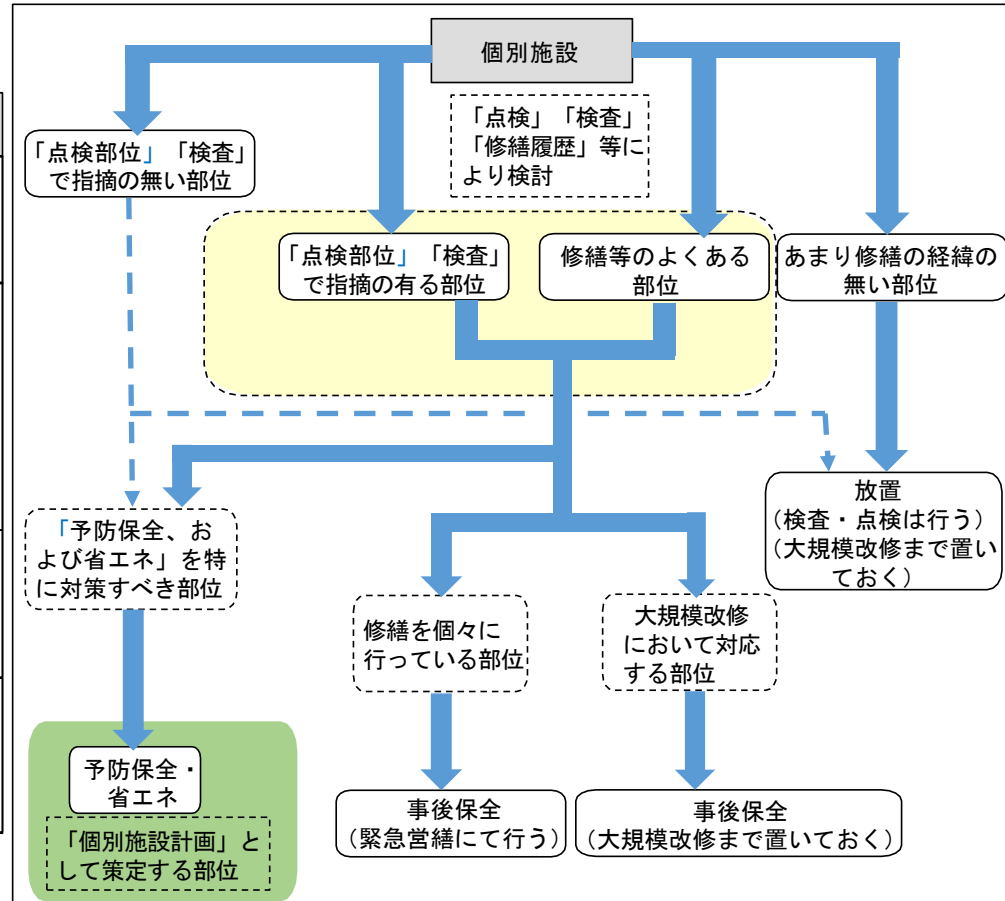 個別施設
「点検」「検査」
「修繕履歴」等に
より検討
「点検部位」「検査」
で指摘の無い部位
「点検部位」「検査」
で指摘の有る部位
修繕等のよくある
部位
あまり修繕の経緯の
無い部位
放置
(検査・点検は行う)
(大規模改修まで置い
ておく)
「予防保全、お
よび省エネ」を特
に対策すべき部位
修繕を個々に
行っている部位
大規模改修
において対応
する部位
予防保全・
省エネ
「個別施設計画」と
して策定する部位
事後保全
(緊急営繕にて行う)
事後保全
(大規模改修まで置いておく)